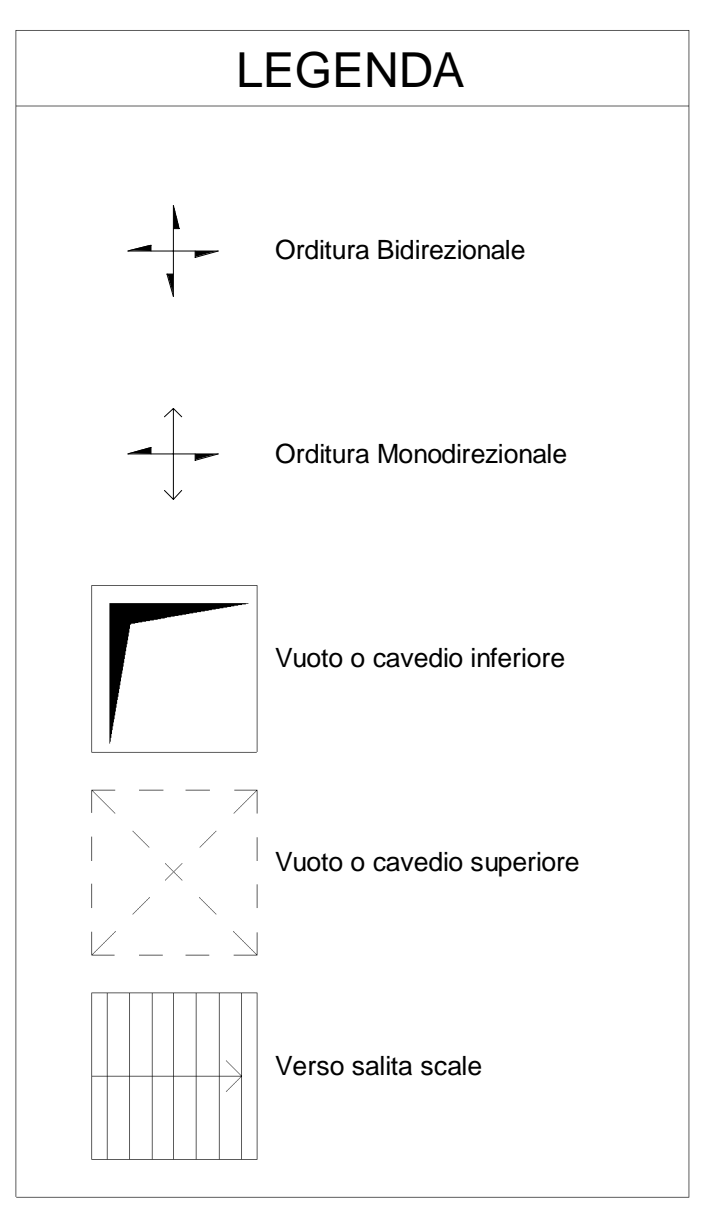 LEGENDA
Orditura Bidirezionale
Orditura Monodirezionale
Vuoto o cavedio inferiore
Vuoto o cavedio superiore
Verso salita scale